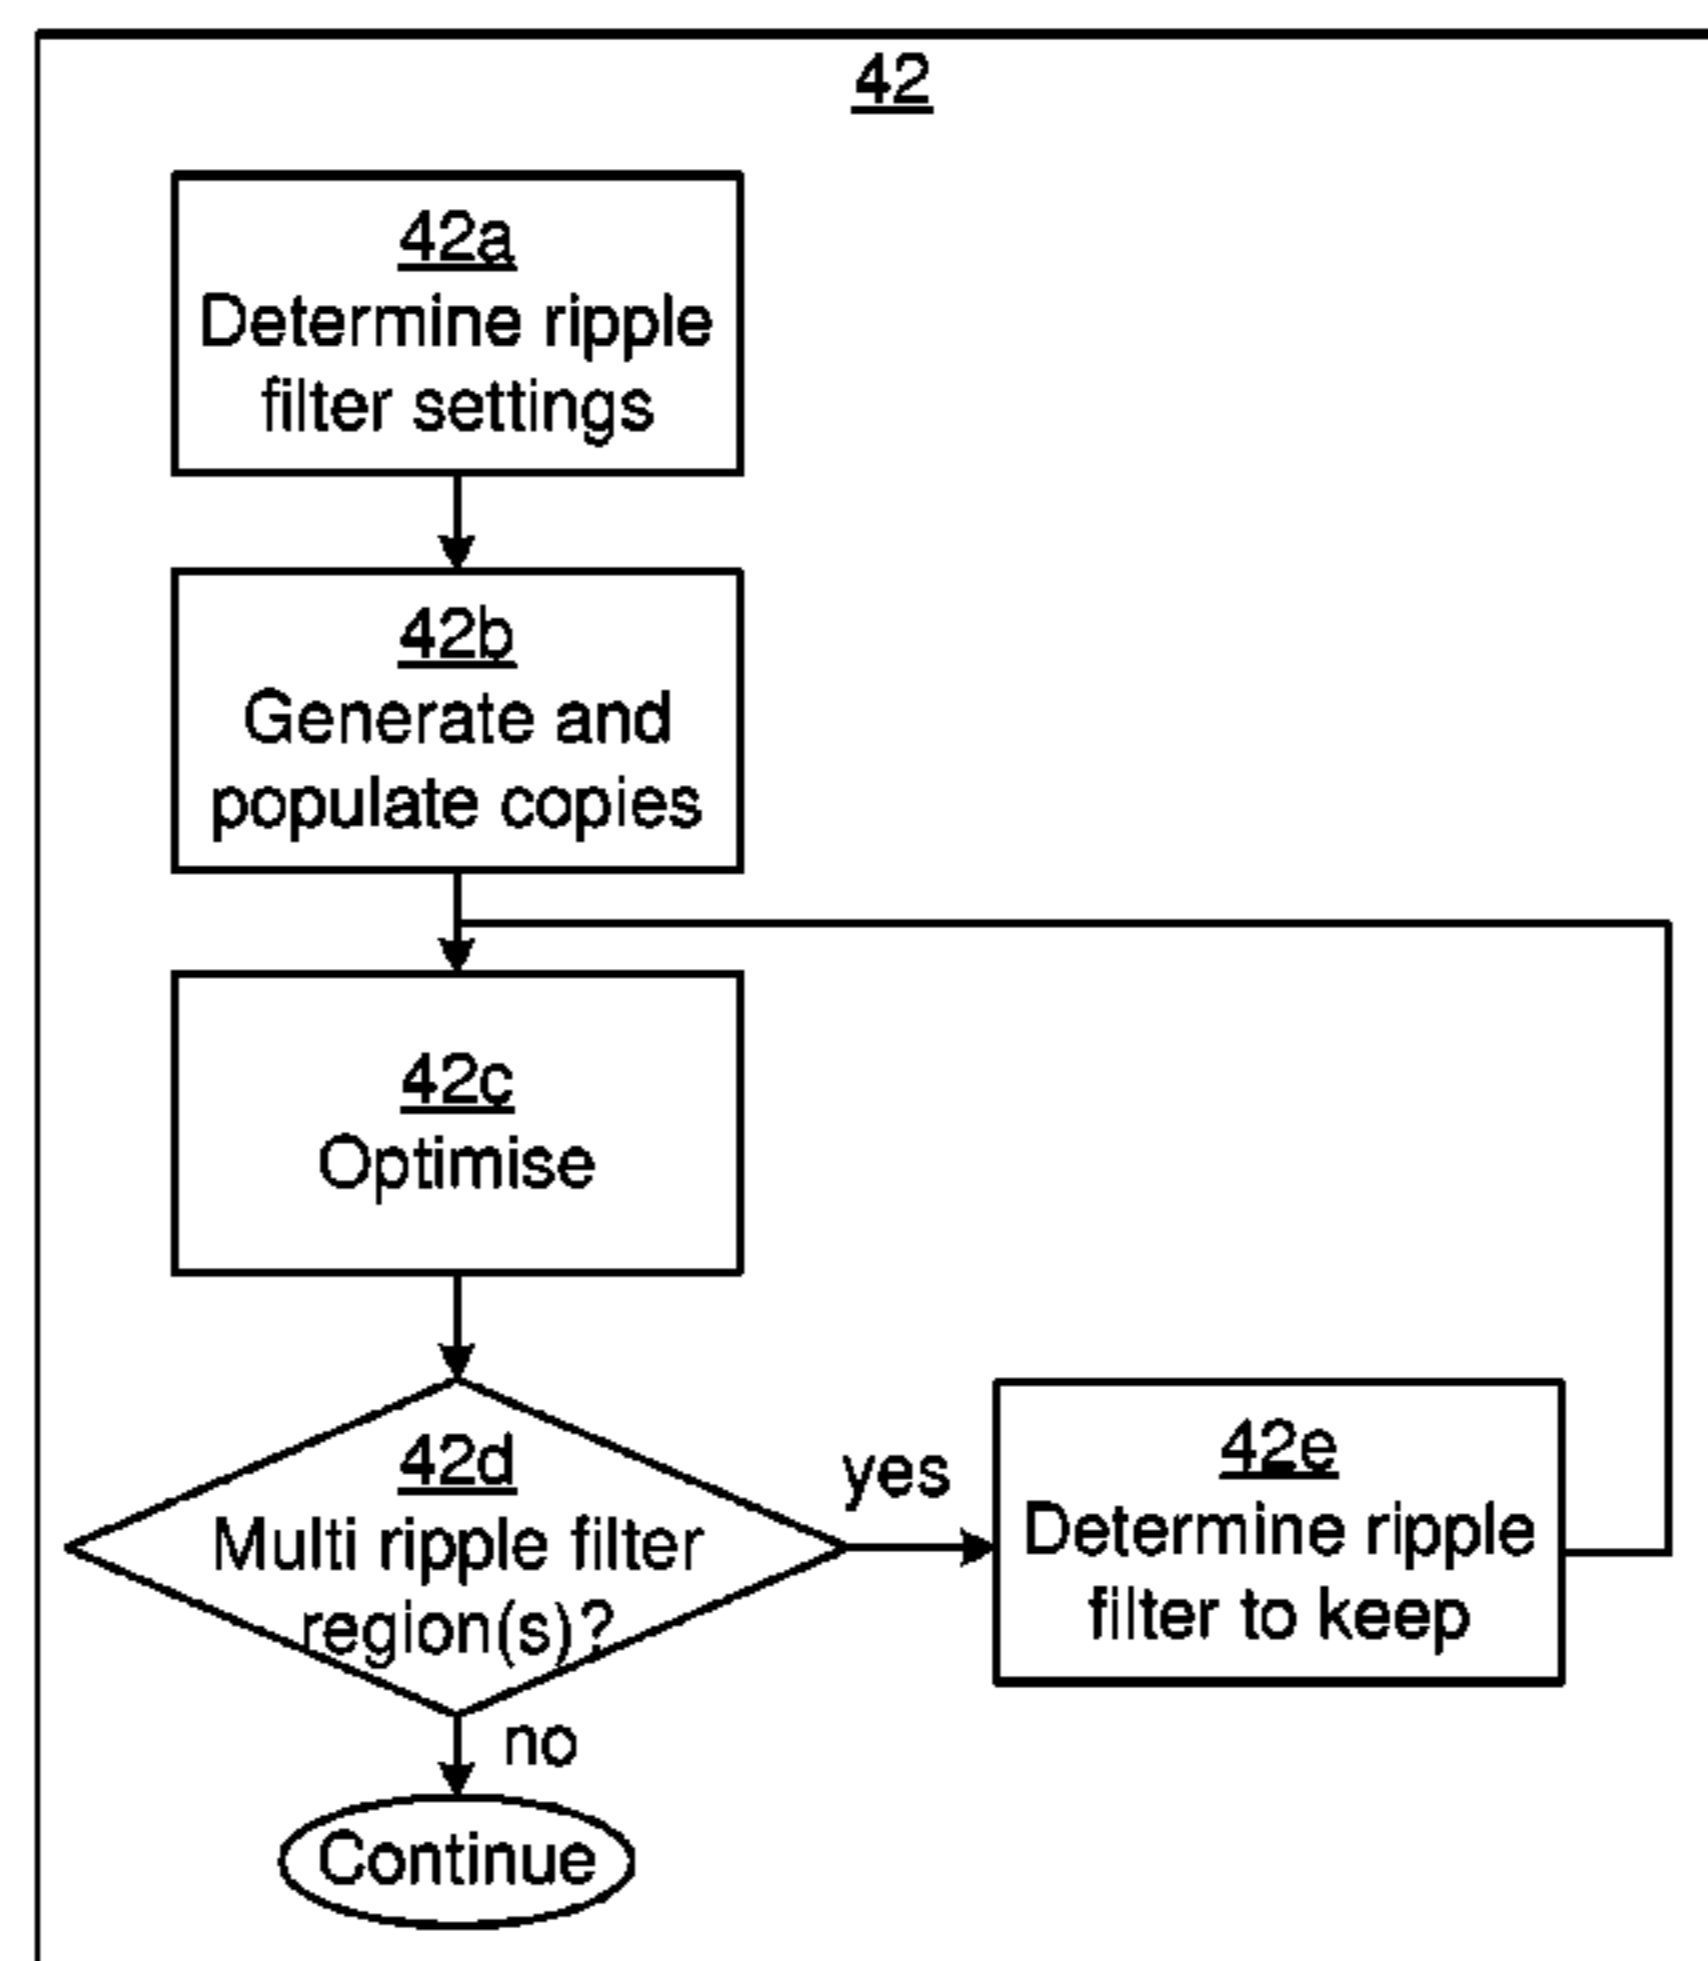 42
42a
Determine ripple
filter settings
42b
Generate and
populate copies
42c
Optimise
42d
Multi ripple filter
region(s)?
yes
42e
Determine ripple
filter to keep
no
Continue